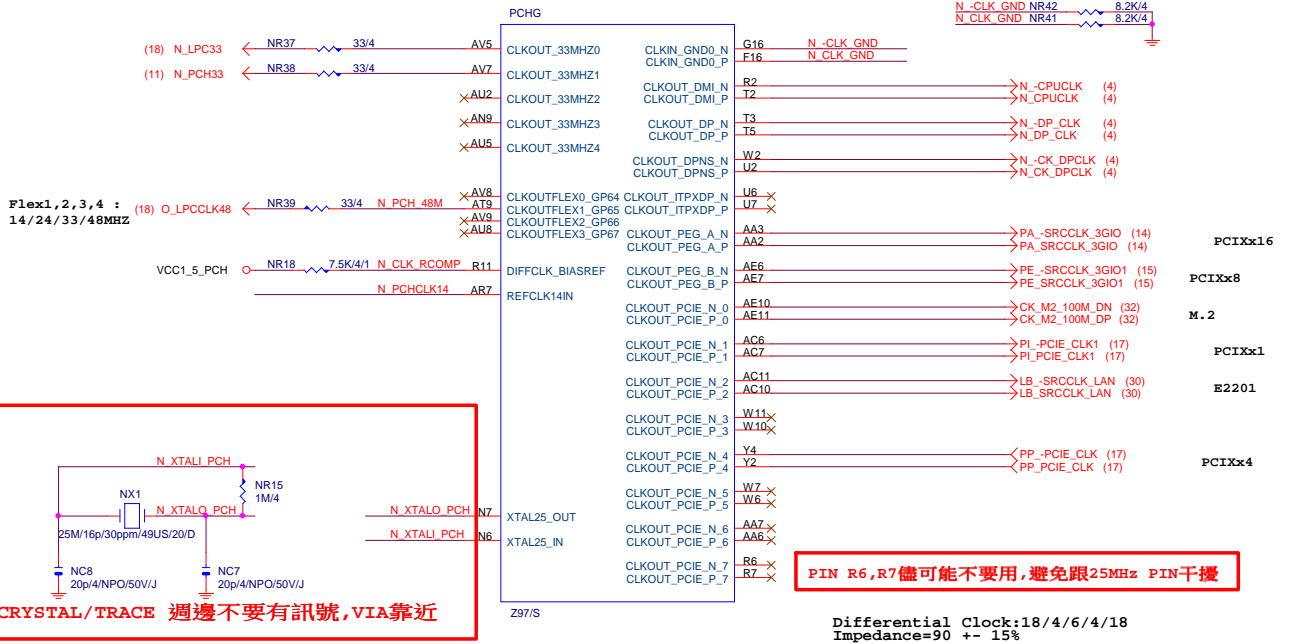 PCHG
N_-CLK_GND NR42 8.2K/4
N_CLK_GND NR41 8.2K/4
(18) N_LPC33 NR37 33/4 AV5 CLKOUT_33MHZ0
(11) N_PCH33 NR38 33/4 AV7 CLKOUT_33MHZ1
AU2 CLKOUT_33MHZ2
AN9 CLKOUT_33MHZ3
AU5 CLKOUT_33MHZ4
Flex1,2,3,4 :
14/24/33/48MHZ
AV8 CLKOUTFLEX0_GP64
(18) O_LPCCLK48 NR39 33/4 N_PCH_48M AT9 CLKOUTFLEX1_GP65
AV9 CLKOUTFLEX2_GP66
AU8 CLKOUTFLEX3_GP67
VCC1_5_PCH NR18 7.5K/4/1 N_CLK_RCOMP R11 DIFFCLK_BIASREF
N_PCHCLK14 AR7 REFCLK14IN
N_XTALO_PCH N7 XTAL25_OUT
N_XTALI_PCH N6 XTAL25_IN
CLKIN_GND0_N G16 N_-CLK_GND
CLKIN_GND0_P F16 N_CLK_GND
CLKOUT_DMI_N R2 N_-CPUCLK (4)
CLKOUT_DMI_P T2 N_CPUCLK (4)
CLKOUT_DP_N T3 N_-DP_CLK (4)
CLKOUT_DP_P T5 N_DP_CLK (4)
CLKOUT_DPNS_N W2 N_-CK_DPCLK (4)
CLKOUT_DPNS_P U2 N_CK_DPCLK (4)
CLKOUT_ITPXDP_N U6
CLKOUT_ITPXDP_P U7
CLKOUT_PEG_A_N AA3 PA_-SRCCLK_3GIO (14)
CLKOUT_PEG_A_P AA2 PA_SRCCLK_3GIO (14)
PCIXx16
CLKOUT_PEG_B_N AE6 PE_-SRCCLK_3GIO1 (15)
CLKOUT_PEG_B_P AE7 PE_SRCCLK_3GIO1 (15)
PCIXx8
CLKOUT_PCIE_N_0 AE10 CK_M2_100M_DN (32)
CLKOUT_PCIE_P_0 AE11 CK_M2_100M_DP (32)
M.2
CLKOUT_PCIE_N_1 AC6 PI_-PCIE_CLK1 (17)
CLKOUT_PCIE_P_1 AC7 PI_PCIE_CLK1 (17)
PCIXx1
CLKOUT_PCIE_N_2 AC11 LB_-SRCCLK_LAN (30)
CLKOUT_PCIE_P_2 AC10 LB_SRCCLK_LAN (30)
E2201
CLKOUT_PCIE_N_3 W11
CLKOUT_PCIE_P_3 W10
CLKOUT_PCIE_N_4 Y4 PP_-PCIE_CLK (17)
CLKOUT_PCIE_P_4 Y2 PP_PCIE_CLK (17)
PCIXx4
CLKOUT_PCIE_N_5 W7
CLKOUT_PCIE_P_5 W6
CLKOUT_PCIE_N_6 AA7
CLKOUT_PCIE_P_6 AA6
CLKOUT_PCIE_N_7 R6
CLKOUT_PCIE_P_7 R7
PIN R6,R7儘可能不要用,避免跟25MHz PIN干擾
N_XTALI_PCH
NR15
1M/4
NX1
N_XTALO_PCH
25M/16p/30ppm/49US/20/D
NC8
20p/4/NPO/50V/J
NC7
20p/4/NPO/50V/J
CRYSTAL/TRACE 週邊不要有訊號,VIA靠近
Z97/S
Differential Clock:18/4/6/4/18
Impedance=90 +- 15%